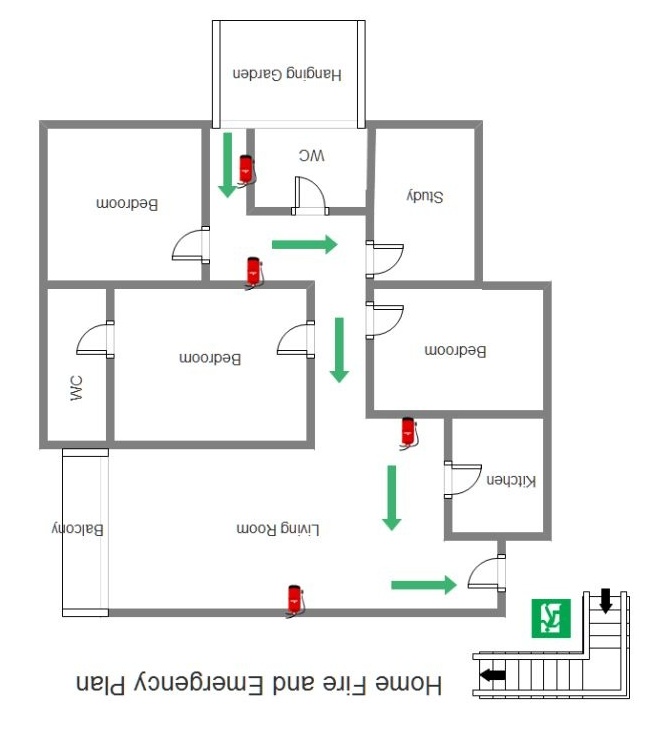 Home Fire and Emergency Plan
Living Room
Balcony
Kitchen
WC
Bedroom
Bedroom
Study
Bedroom
WC
Hanging Garden